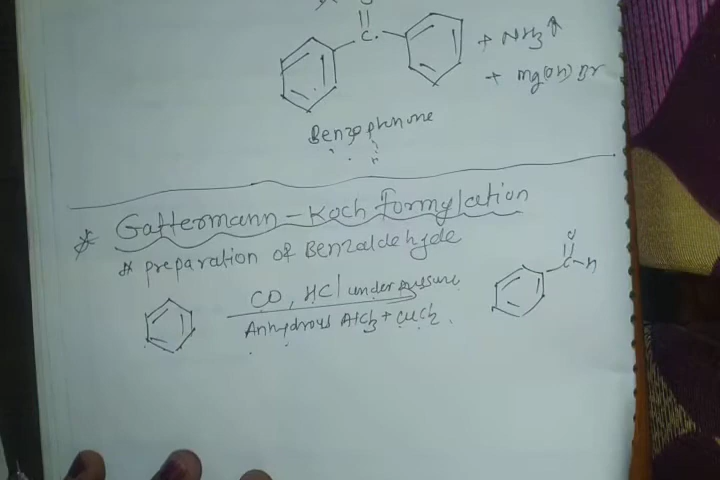 O
C.
+ NH3↑
+ Mg(OH)Br
Benzophenone
* Gattermann - Koch Formylation
* preparation of Benzaldehyde
CO, HCl under pressure
Anhydrous AlCl3 + CuCl2.
O
C-H